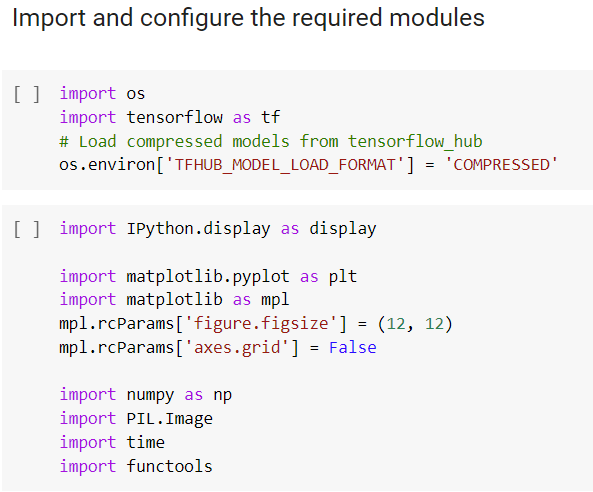 Import and configure the required modules
[ ] import os
import tensorflow as tf
# Load compressed models from tensorflow_hub
os.environ['TFHUB_MODEL_LOAD_FORMAT'] = 'COMPRESSED'
[ ] import IPython.display as display
import matplotlib.pyplot as plt
import matplotlib as mpl
mpl.rcParams['figure.figsize'] = (12, 12)
mpl.rcParams['axes.grid'] = False
import numpy as np
import PIL.Image
import time
import functools